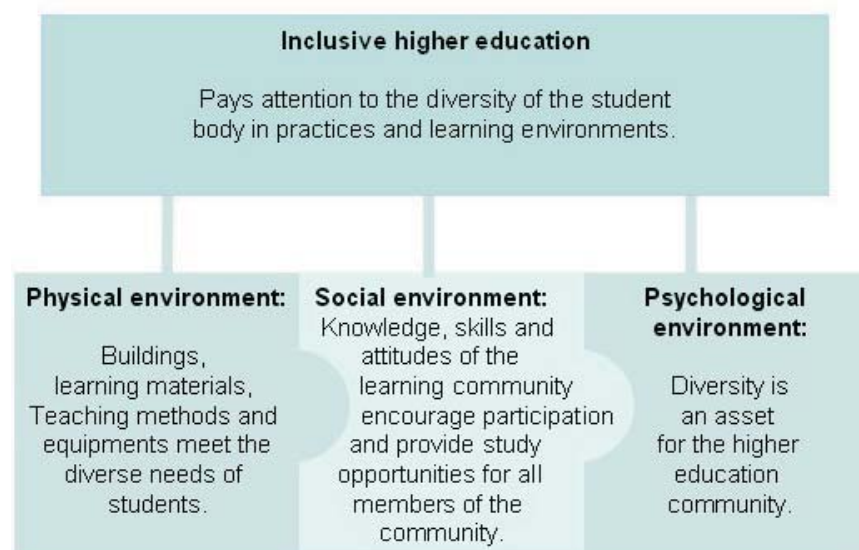 Inclusive higher education
Pays attention to the diversity of the student
body in practices and learning environments.
Physical environment:
Buildings,
learning materials,
Teaching methods and
equipments meet the
diverse needs of
students.
Social environment:
Knowledge, skills and
attitudes of the
learning community
encourage participation
and provide study
opportunities for all
members of the
community.
Psychological
environment:
Diversity is
an asset
for the higher
education
community.